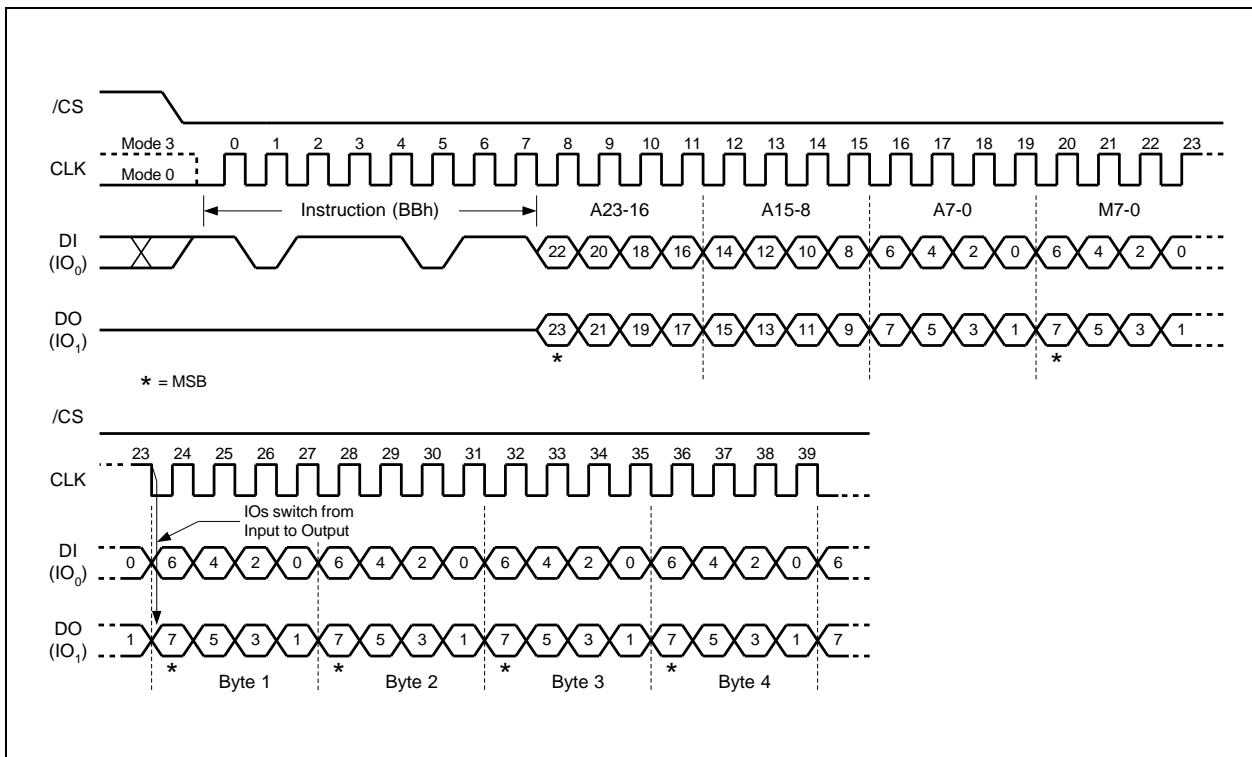 /CS
Mode 3 0 1 2 3 4 5 6 7 8 9 10 11 12 13 14 15 16 17 18 19 20 21 22 23
CLK
Mode 0
Instruction (BBh) A23-16 A15-8 A7-0 M7-0
DI
(IO0) 22 20 18 16 14 12 10 8 6 4 2 0 6 4 2 0
DO
(IO1) 23 21 19 17 15 13 11 9 7 5 3 1 7 5 3 1
* *
* = MSB
/CS
23 24 25 26 27 28 29 30 31 32 33 34 35 36 37 38 39
CLK
IOs switch from
Input to Output
DI
(IO0) 0 6 4 2 0 6 4 2 0 6 4 2 0 6 4 2 0 6
DO
(IO1) 1 7 5 3 1 7 5 3 1 7 5 3 1 7 5 3 1 7
* * * *
Byte 1 Byte 2 Byte 3 Byte 4